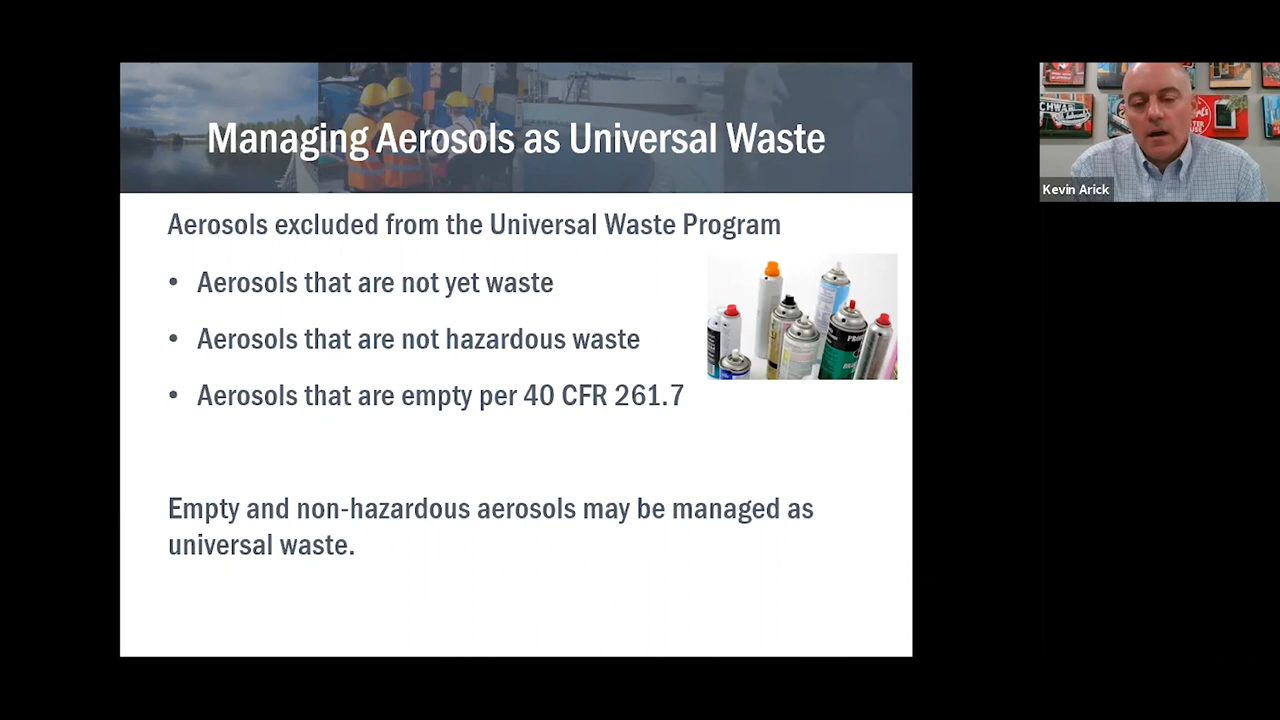 Managing Aerosols as Universal Waste
Aerosols excluded from the Universal Waste Program
• Aerosols that are not yet waste
• Aerosols that are not hazardous waste
• Aerosols that are empty per 40 CFR 261.7
Empty and non-hazardous aerosols may be managed as
universal waste.
Kevin Arick